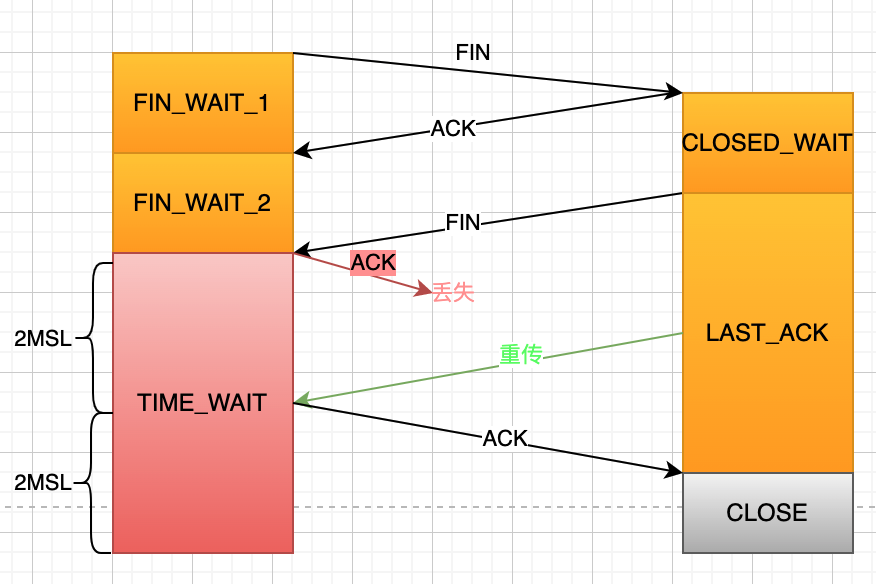 FIN
FIN_WAIT_1
ACK
CLOSED_WAIT
FIN_WAIT_2
FIN
ACK
丢失
2MSL
LAST_ACK
重传
TIME_WAIT
ACK
2MSL
CLOSE